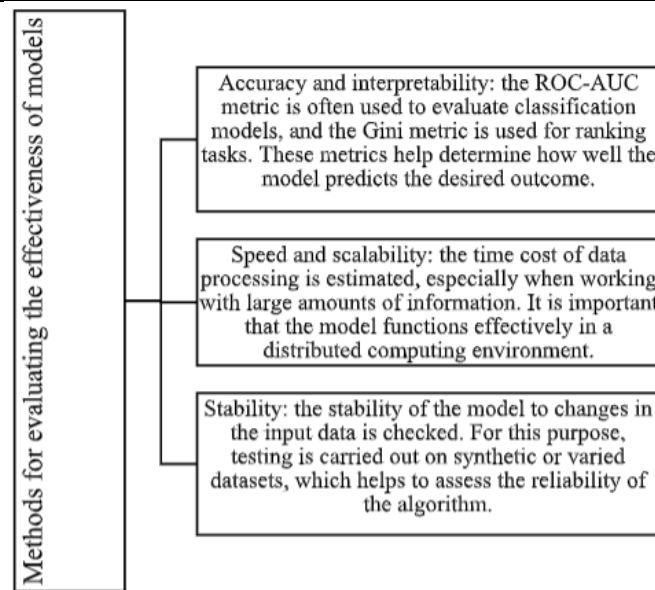 Methods for evaluating the effectiveness of models
Accuracy and interpretability: the ROC-AUC
metric is often used to evaluate classification
models, and the Gini metric is used for ranking
tasks. These metrics help determine how well the
model predicts the desired outcome.
Speed and scalability: the time cost of data
processing is estimated, especially when working
with large amounts of information. It is important
that the model functions effectively in a
distributed computing environment.
Stability: the stability of the model to changes in
the input data is checked. For this purpose,
testing is carried out on synthetic or varied
datasets, which helps to assess the reliability of
the algorithm.